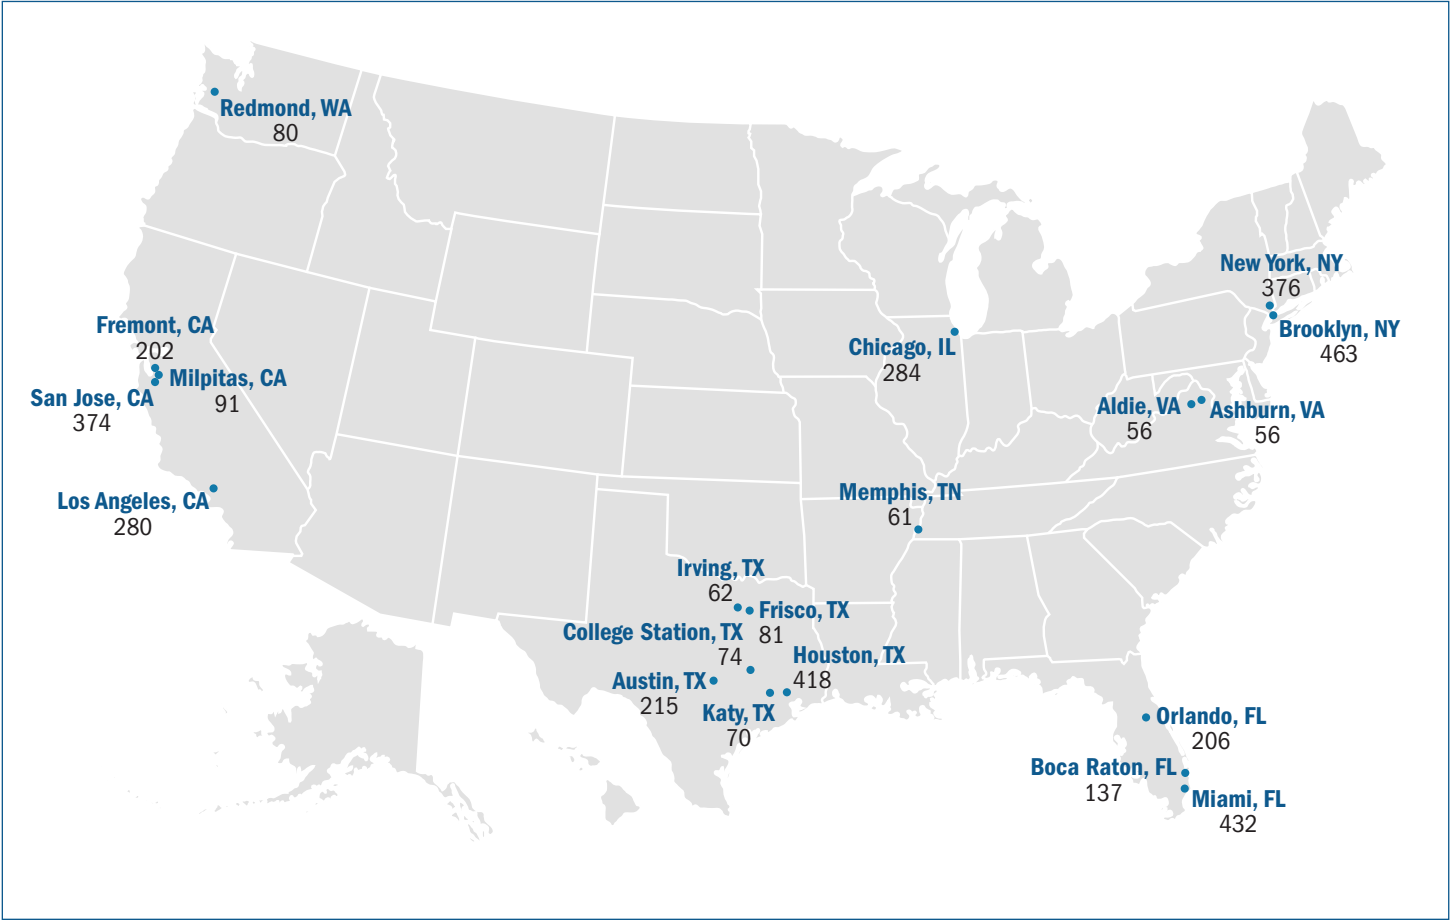 Redmond, WA
80
New York, NY
376
Brooklyn, NY
463
Fremont, CA
202
Milpitas, CA
91
San Jose, CA
374
Chicago, IL
284
Aldie, VA
56
Ashburn, VA
56
Los Angeles, CA
280
Memphis, TN
61
Irving, TX
62
Frisco, TX
81
College Station, TX
74
Houston, TX
418
Austin, TX
215
Katy, TX
70
Orlando, FL
206
Boca Raton, FL
137
Miami, FL
432